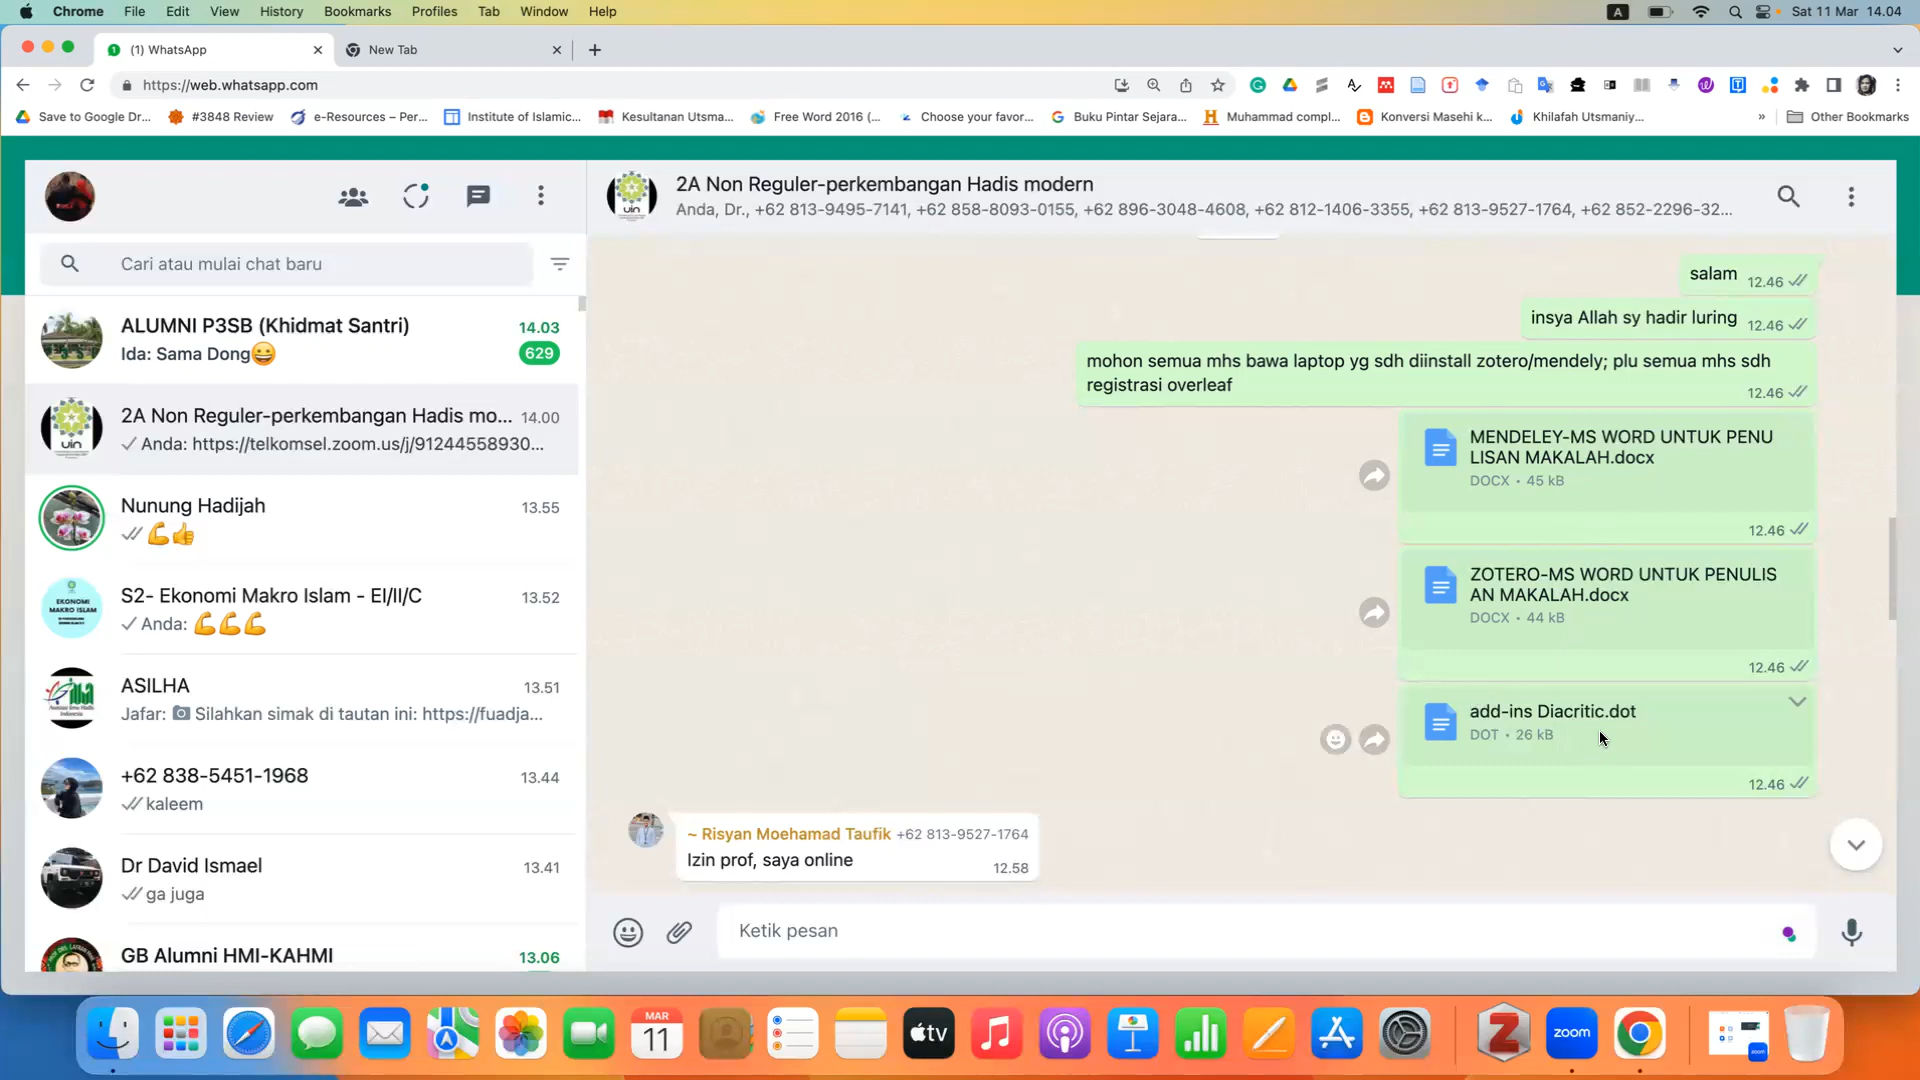 Chrome File Edit View History Bookmarks Profiles Tab Window Help
A Sat 11 Mar 14.04
(1) WhatsApp
New Tab
https://web.whatsapp.com
Save to Google Dr...
#3848 Review
e-Resources – Per...
Institute of Islamic...
Kesultanan Utsma...
Free Word 2016 (...
Choose your favor...
Buku Pintar Sejara...
Muhammad compl...
Konversi Masehi k...
Khilafah Utsmaniy...
»
Other Bookmarks
Cari atau mulai chat baru
ALUMNI P3SB (Khidmat Santri) 14.03
Ida: Sama Dong😀 629
2A Non Reguler-perkembangan Hadis mo... 14.00
Anda: https://telkomsel.zoom.us/j/91244558930...
Nunung Hadijah 13.55
💪👍
S2- Ekonomi Makro Islam - EI/II/C 13.52
Anda: 💪💪💪
ASILHA 13.51
Jafar: Silahkan simak di tautan ini: https://fuadja...
+62 838-5451-1968 13.44
kaleem
Dr David Ismael 13.41
ga juga
GB Alumni HMI-KAHMI 13.06
uin
EKONOMI
MAKRO ISLAM
2A Non Reguler-perkembangan Hadis modern
Anda, Dr., +62 813-9495-7141, +62 858-8093-0155, +62 896-3048-4608, +62 812-1406-3355, +62 813-9527-1764, +62 852-2296-32...
salam 12.46
insya Allah sy hadir luring 12.46
mohon semua mhs bawa laptop yg sdh diinstall zotero/mendely; plu semua mhs sdh
registrasi overleaf 12.46
MENDELEY-MS WORD UNTUK PENU
LISAN MAKALAH.docx
DOCX • 45 kB
12.46
ZOTERO-MS WORD UNTUK PENULIS
AN MAKALAH.docx
DOCX • 44 kB
12.46
add-ins Diacritic.dot
DOT • 26 kB
12.46
~ Risyan Moehamad Taufik +62 813-9527-1764
Izin prof, saya online 12.58
Ketik pesan
MAR
11
tv
Z
zoom